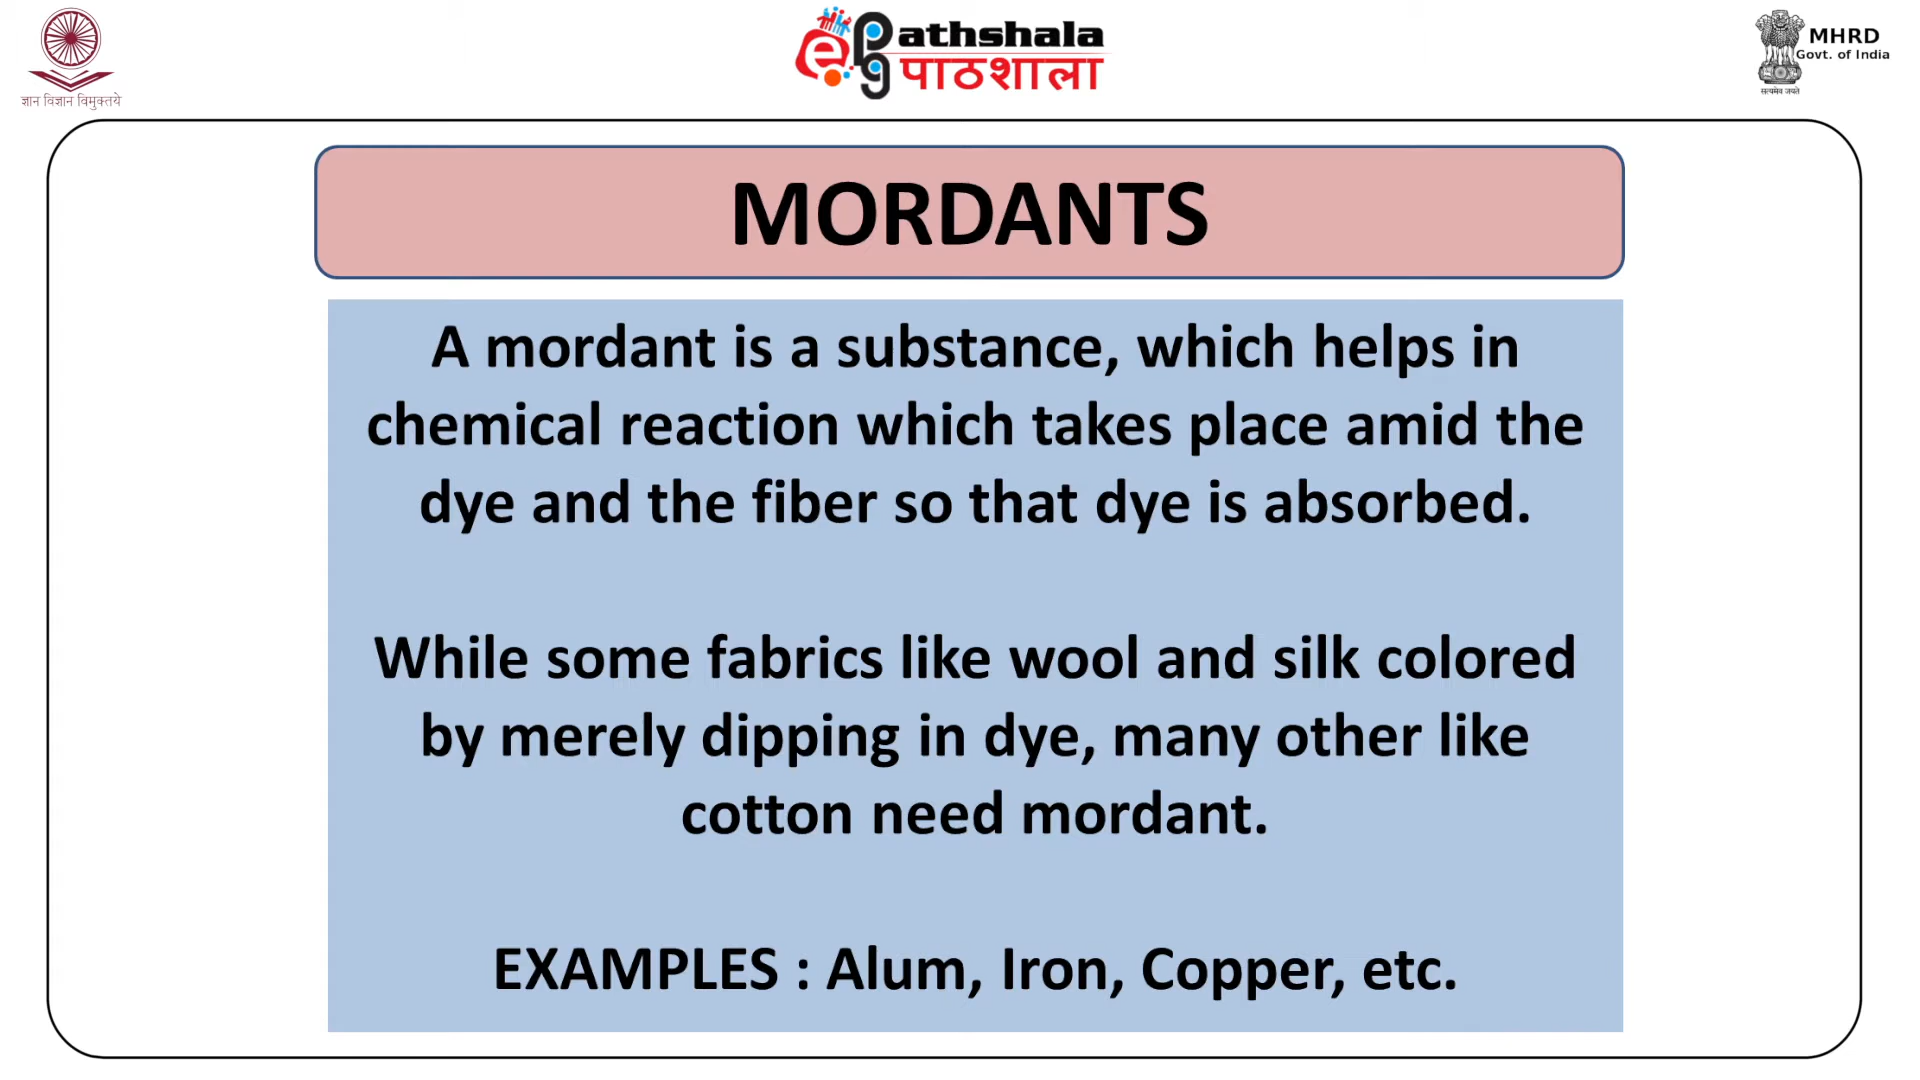 ज्ञान विज्ञान विमुक्तये
ePG athshala
पाठशाला
MHRD
Govt. of India
सत्यमेव जयते
MORDANTS
A mordant is a substance, which helps in
chemical reaction which takes place amid the
dye and the fiber so that dye is absorbed.
While some fabrics like wool and silk colored
by merely dipping in dye, many other like
cotton need mordant.
EXAMPLES : Alum, Iron, Copper, etc.